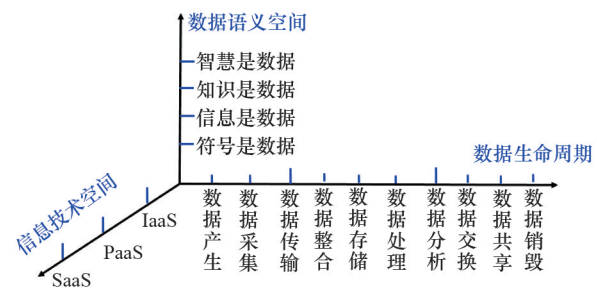 数据语义空间
智慧是数据
知识是数据
信息是数据
符号是数据
数据生命周期
数据产生
数据采集
数据传输
数据整合
数据存储
数据处理
数据分析
数据交换
数据共享
数据销毁
信息技术空间
IaaS
PaaS
SaaS